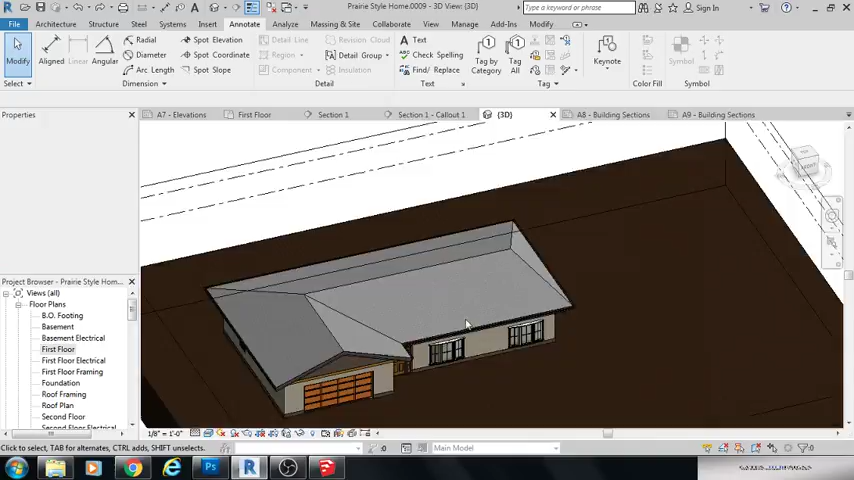 Prairie Style Home.0009 - 3D View: {3D}
Type a keyword or phrase
Sign In
File Architecture Structure Steel Systems Insert Annotate Analyze Massing & Site Collaborate View Manage Add-Ins Modify
Modify
Select
Aligned
Linear
Angular
Radial
Diameter
Arc Length
Spot Elevation
Spot Coordinate
Spot Slope
Dimension
Detail Line
Region
Component
Detail Group
Insulation
Detail
Text
Check Spelling
Find/ Replace
Text
Tag by
Category
Tag
All
Tag
Keynote
Color Fill
Symbol
Symbol
Properties
A7 - Elevations
First Floor
Section 1
Section 1 - Callout 1
{3D}
A8 - Building Sections
A9 - Building Sections
TOP
FRONT
Project Browser - Prairie Style Home...
Views (all)
Floor Plans
B.O. Footing
Basement
Basement Electrical
First Floor
First Floor Electrical
First Floor Framing
Foundation
Roof Framing
Roof Plan
Second Floor
Second Floor Electrical
1/8" = 1'-0"
Click to select, TAB for alternates, CTRL adds, SHIFT unselects.
:0
Main Model
:0
Ps
R